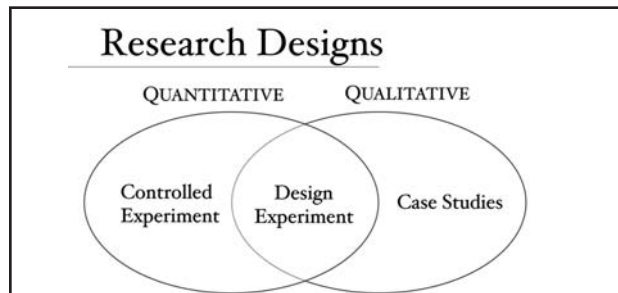 Research Designs
QUANTITATIVE QUALITATIVE
Controlled
Experiment
Design
Experiment
Case Studies